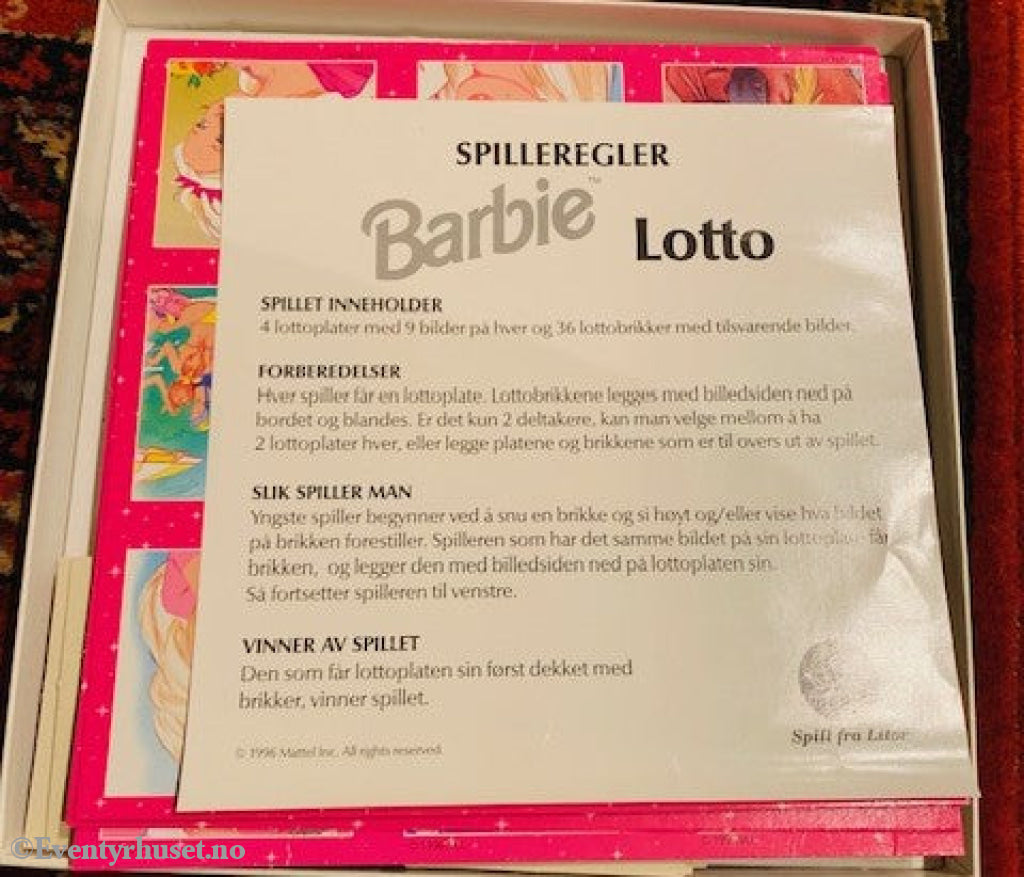 SPILLEREGLER
Barbie™ Lotto
SPILLET INNEHOLDER
4 lottoplater med 9 bilder på hver og 36 lottobrikker med tilsvarende bilder.
FORBEREDELSER
Hver spiller får en lottoplate. Lottobrikkene legges med billedsiden ned på
bordet og blandes. Er det kun 2 deltakere, kan man velge mellom å ha
2 lottoplater hver, eller legge platene og brikkene som er til overs ut av spillet.
SLIK SPILLER MAN
Yngste spiller begynner ved å snu en brikke og si høyt og/eller vise hva bildet
på brikken forestiller. Spilleren som har det samme bildet på sin lottoplate får
brikken, og legger den med billedsiden ned på lottoplaten sin.
Så fortsetter spilleren til venstre.
VINNER AV SPILLET
Den som får lottoplaten sin først dekket med
brikker, vinner spillet.
© 1996 Mattel Inc. All rights reserved.
Spill fra Litor
©Eventyrhuset.no